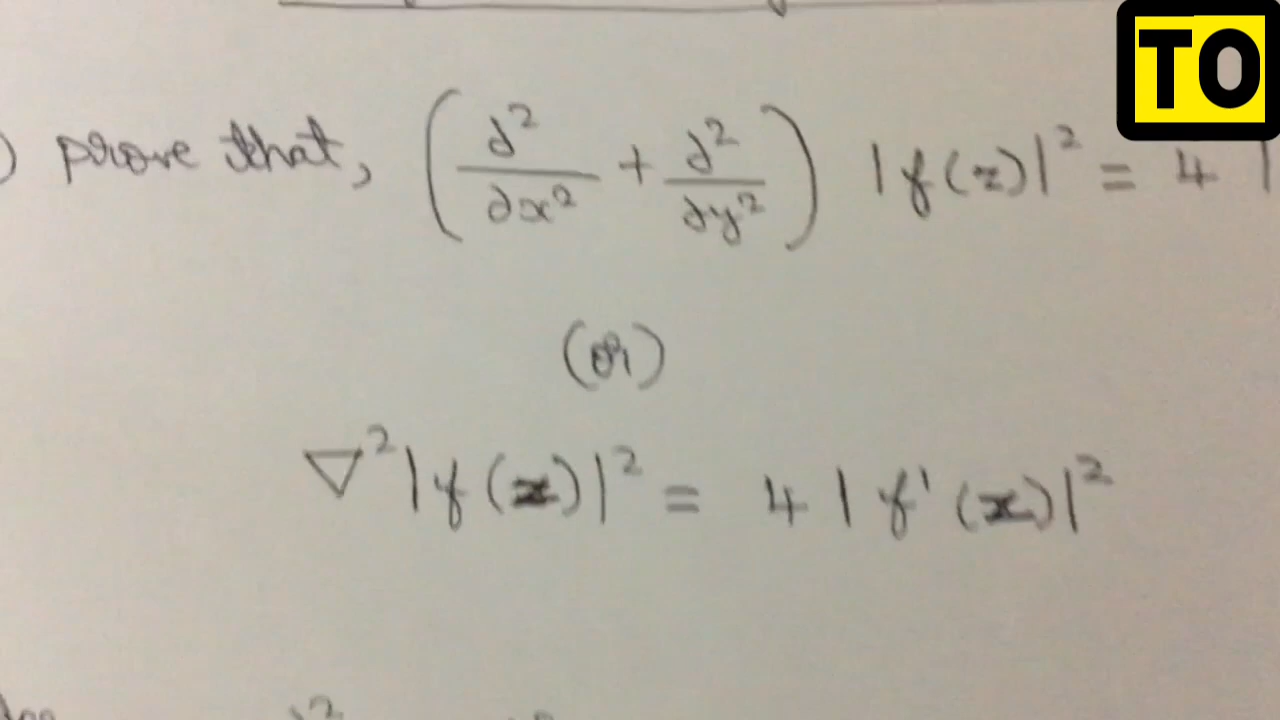 TO
) prove that, (∂²/∂x² + ∂²/∂y²) |f(z)|² = 4 |
(or)
∇²|f(z)|² = 4 |f'(z)|²